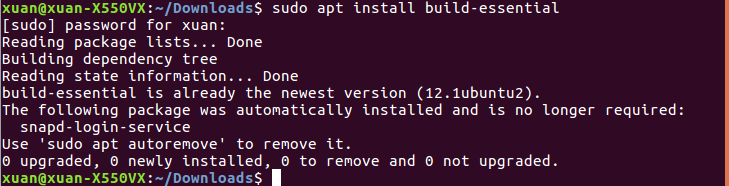 xuan@xuan-X550VX:~/Downloads$ sudo apt install build-essential
[sudo] password for xuan:
Reading package lists... Done
Building dependency tree
Reading state information... Done
build-essential is already the newest version (12.1ubuntu2).
The following package was automatically installed and is no longer required:
  snapd-login-service
Use 'sudo apt autoremove' to remove it.
0 upgraded, 0 newly installed, 0 to remove and 0 not upgraded.
xuan@xuan-X550VX:~/Downloads$